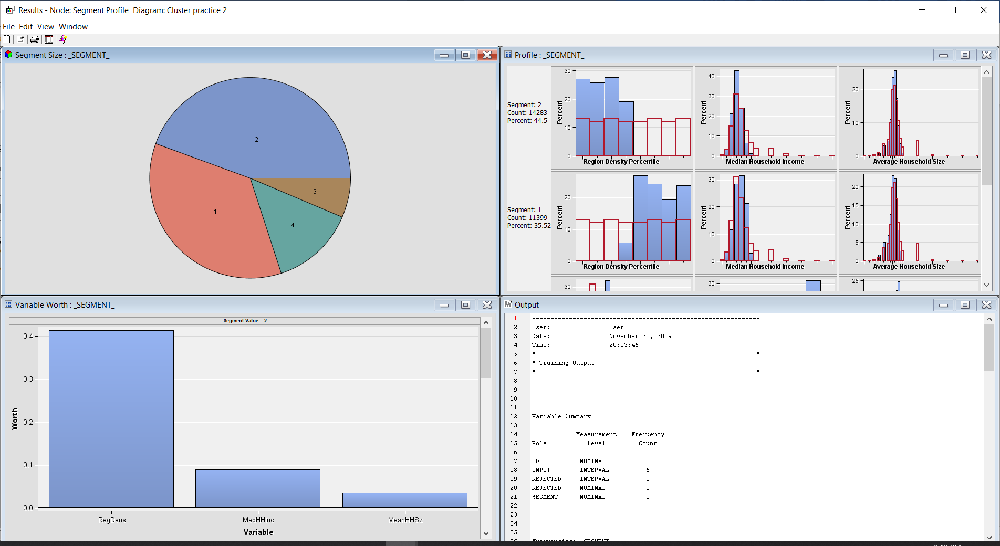 Results - Node: Segment Profile  Diagram: Cluster practice 2
File Edit View Window
Segment Size : _SEGMENT_
2
1
3
4
Profile : _SEGMENT_
Segment: 2
Count: 14283
Percent: 44.5
Percent
30
20
10
0
Region Density Percentile
Percent
40
30
20
10
0
Median Household Income
Percent
20
10
0
Average Household Size
Segment: 1
Count: 11399
Percent: 35.52
Percent
20
10
0
Region Density Percentile
Percent
30
20
10
0
Median Household Income
Percent
20
15
10
5
0
Average Household Size
30
30
25
Variable Worth : _SEGMENT_
Segment Value = 2
Worth
0.4
0.3
0.2
0.1
0.0
RegDens MedHHInc MeanHHSz
Variable
Output
1 *------------------------------------------------------------*
2 User: User
3 Date: November 21, 2019
4 Time: 20:03:46
5 *------------------------------------------------------------*
6 * Training Output
7 *------------------------------------------------------------*
8
9
10
11
12 Variable Summary
13
14 Measurement Frequency
15 Role Level Count
16
17 ID NOMINAL 1
18 INPUT INTERVAL 6
19 REJECTED INTERVAL 1
20 REJECTED NOMINAL 1
21 SEGMENT NOMINAL 1
22
23
24
25